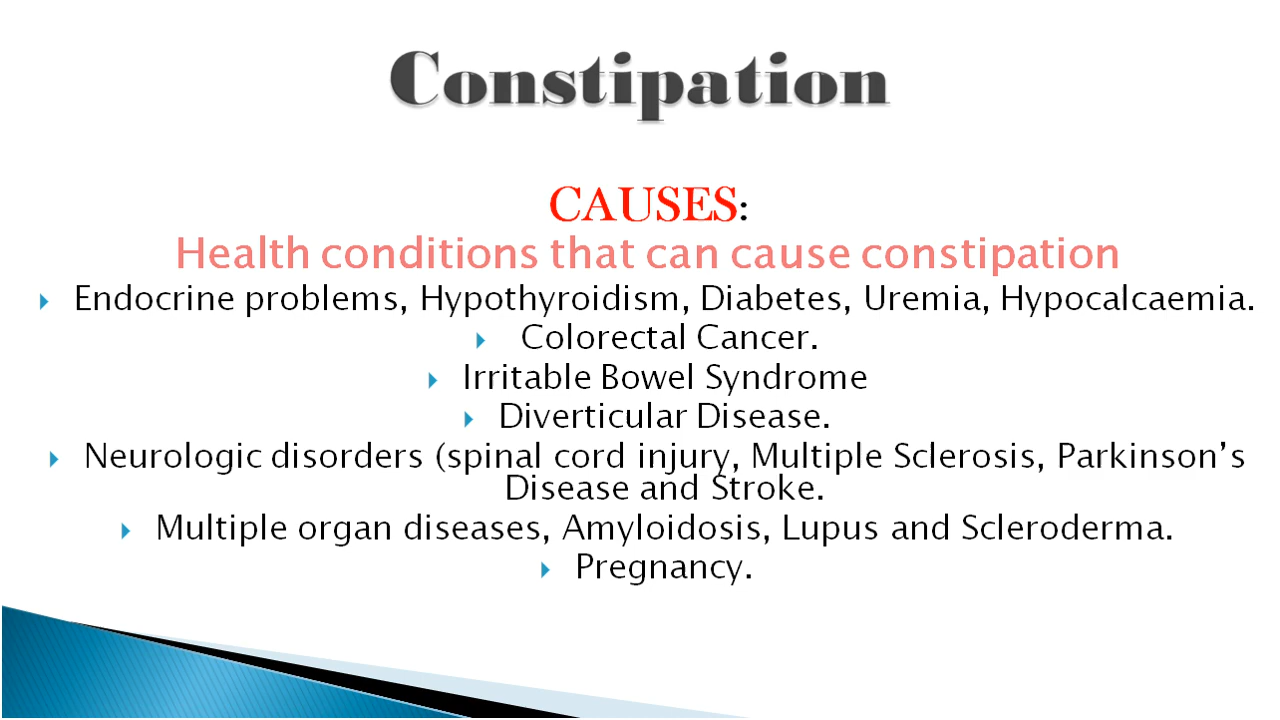 Constipation
CAUSES:
Health conditions that can cause constipation
Endocrine problems, Hypothyroidism, Diabetes, Uremia, Hypocalcaemia.
Colorectal Cancer.
Irritable Bowel Syndrome
Diverticular Disease.
Neurologic disorders (spinal cord injury, Multiple Sclerosis, Parkinson’s
Disease and Stroke.
Multiple organ diseases, Amyloidosis, Lupus and Scleroderma.
Pregnancy.